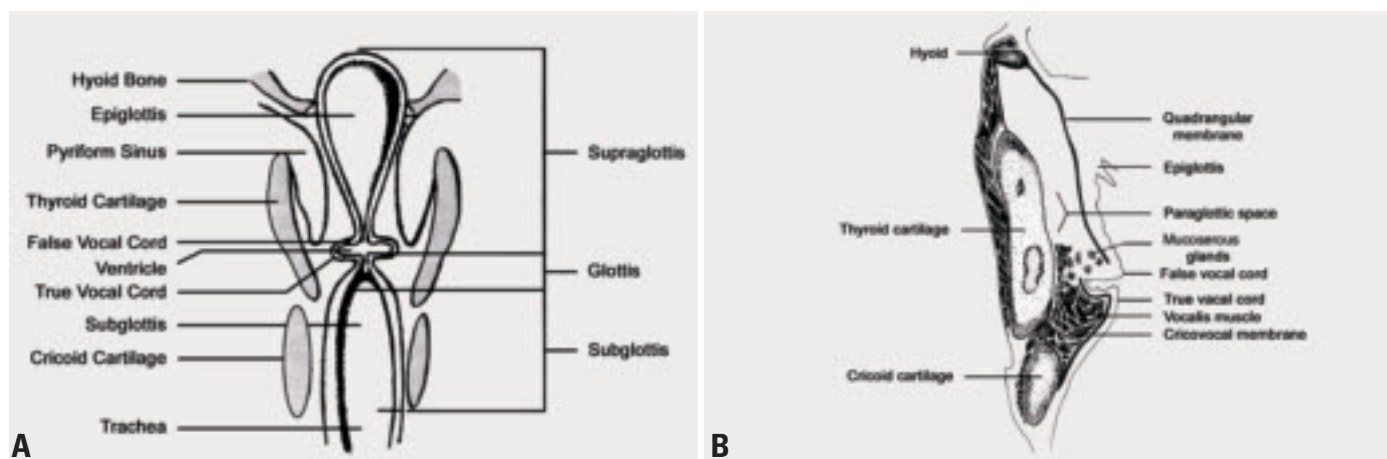 Hyoid Bone
Epiglottis
Pyriform Sinus
Thyroid Cartilage
False Vocal Cord
Ventricle
True Vocal Cord
Subglottis
Cricoid Cartilage
Trachea
Supraglottis
Glottis
Subglottis
A
Hyoid
Thyroid cartilage
Cricoid cartilage
Quadrangular
membrane
Epiglottis
Paraglottic space
Mucoserous
glands
False vocal cord
True vacal cord
Vocalis muscle
Cricovocal membrane
B